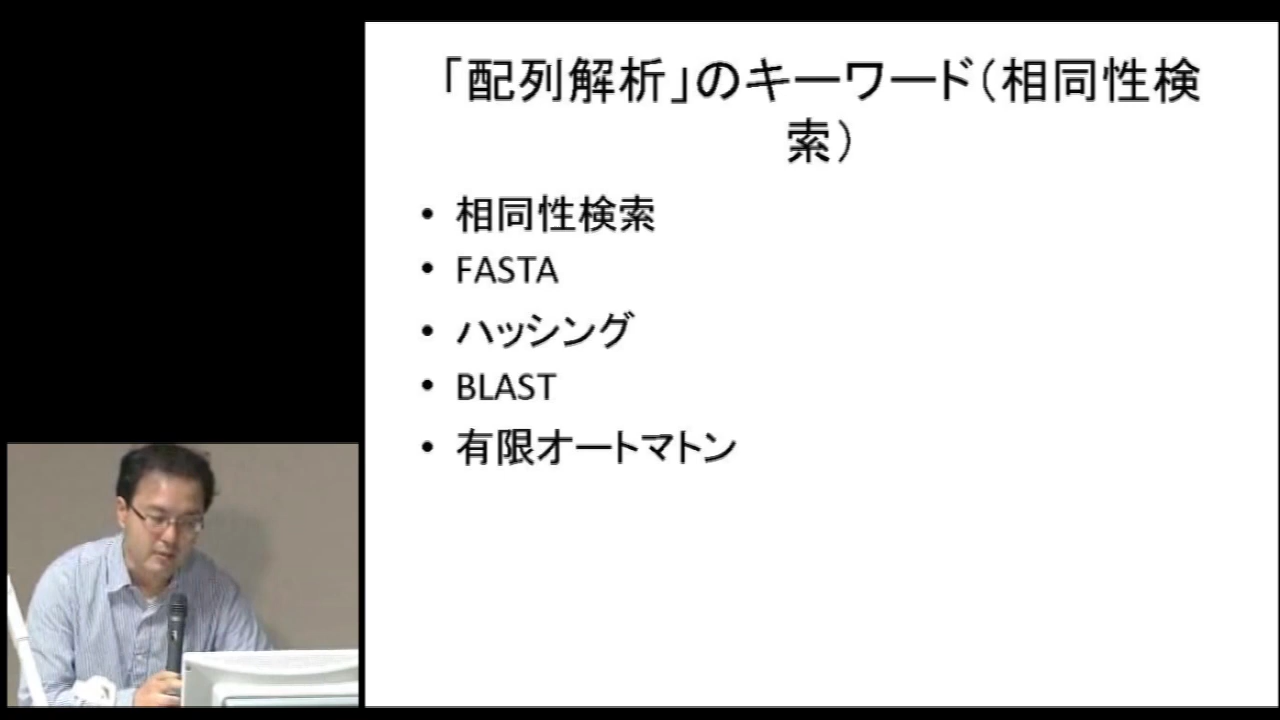 「配列解析」のキーワード（相同性検
索）
• 相同性検索
• FASTA
• ハッシング
• BLAST
• 有限オートマトン